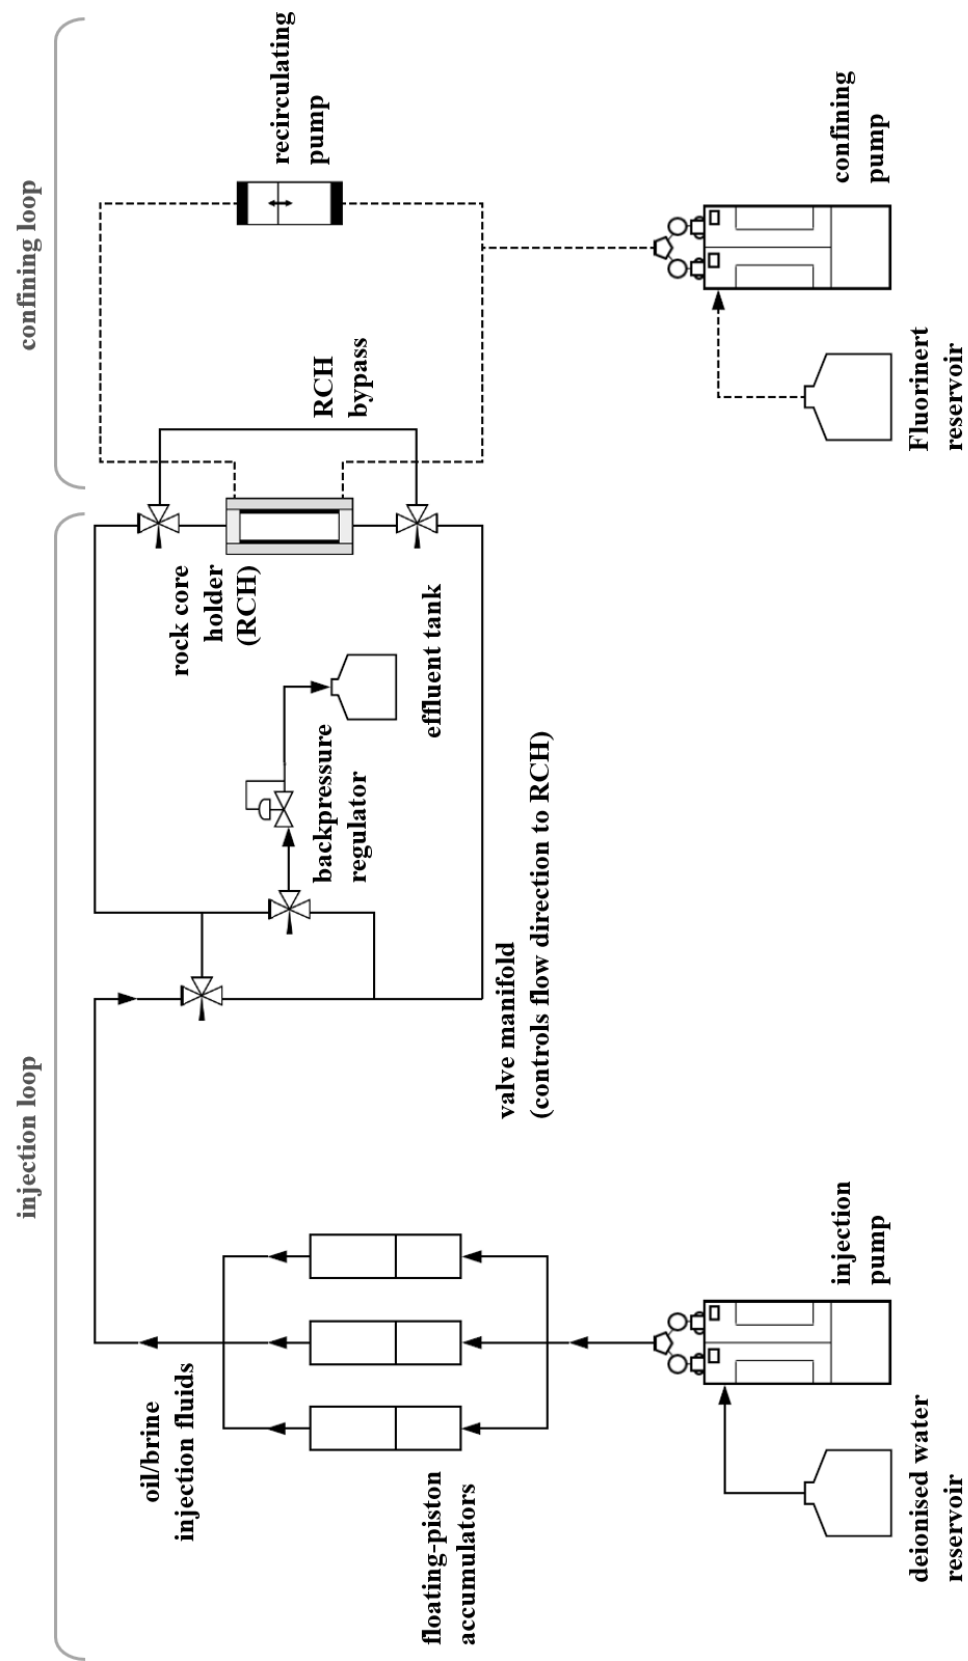 injection loop
confining loop
oil/brine
injection fluids
floating-piston
accumulators
deionised water
reservoir
injection
pump
valve manifold
(controls flow direction to RCH)
backpressure
regulator
effluent tank
rock core
holder
(RCH)
RCH
bypass
recirculating
pump
Fluorinert
reservoir
confining
pump